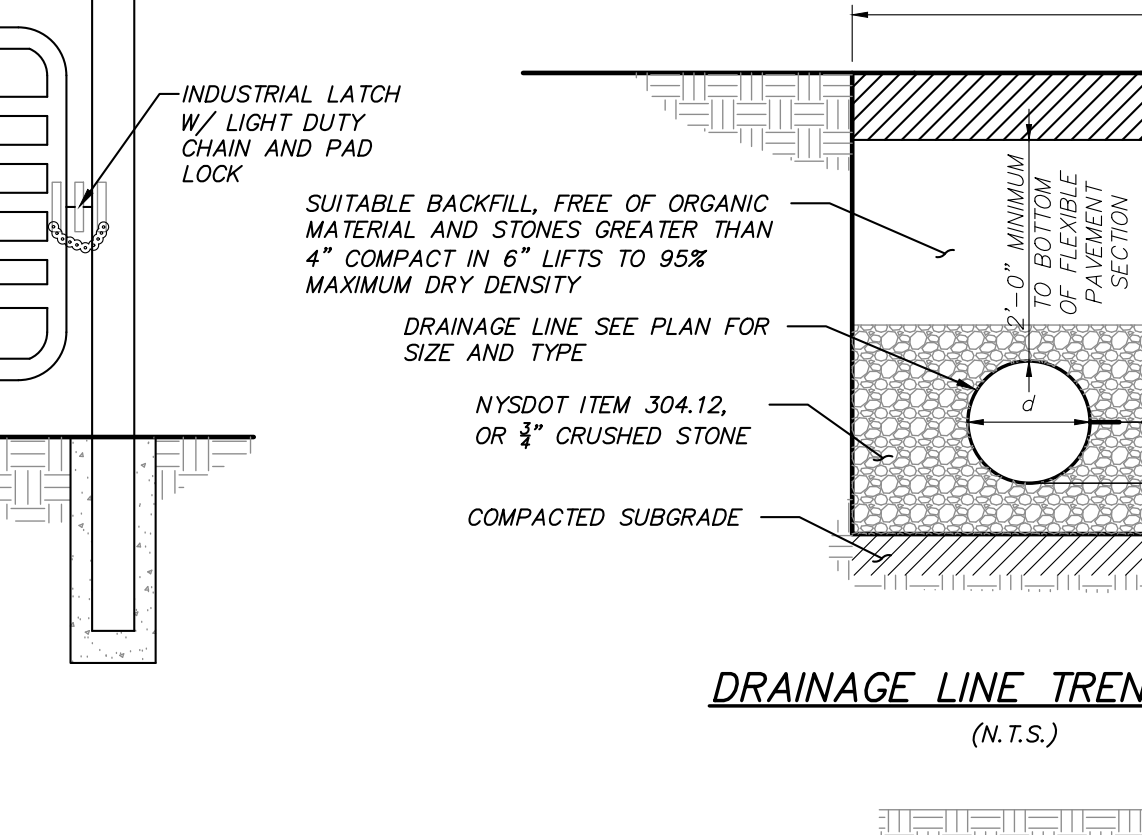 INDUSTRIAL LATCH
W/ LIGHT DUTY
CHAIN AND PAD
LOCK
SUITABLE BACKFILL, FREE OF ORGANIC
MATERIAL AND STONES GREATER THAN
4" COMPACT IN 6" LIFTS TO 95%
MAXIMUM DRY DENSITY
DRAINAGE LINE SEE PLAN FOR
SIZE AND TYPE
NYSDOT ITEM 304.12,
OR 3/4" CRUSHED STONE
COMPACTED SUBGRADE
2'-0" MINIMUM
TO BOTTOM
OF FLEXIBLE
PAVEMENT
SECTION
d
DRAINAGE LINE TREN
(N.T.S.)